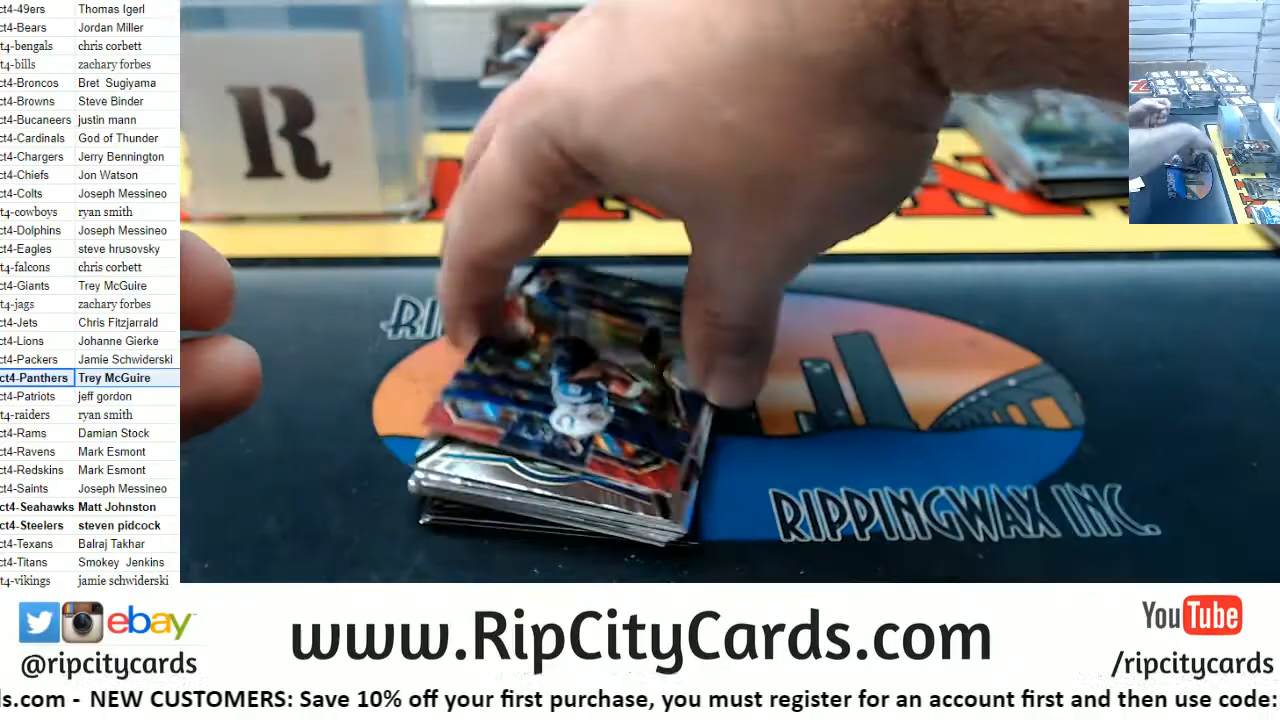 ct4-49ers Thomas Igerl
ct4-Bears Jordan Miller
ct4-bengals chris corbett
t4-bills zachary forbes
ct4-Broncos Bret Sugiyama
ct4-Browns Steve Binder
ct4-Bucaneers justin mann
ct4-Cardinals God of Thunder
ct4-Chargers Jerry Bennington
ct4-Chiefs Jon Watson
ct4-Colts Joseph Messineo
t4-cowboys ryan smith
ct4-Dolphins Joseph Messineo
ct4-Eagles steve hrusovsky
t4-falcons chris corbett
ct4-Giants Trey McGuire
t4-jags zachary forbes
ct4-Jets Chris Fitzjarrald
ct4-Lions Johanne Gierke
ct4-Packers Jamie Schwiderski
ct4-Panthers Trey McGuire
ct4-Patriots jeff gordon
t4-raiders ryan smith
ct4-Rams Damian Stock
ct4-Ravens Mark Esmont
ct4-Redskins Mark Esmont
ct4-Saints Joseph Messineo
ct4-Seahawks Matt Johnston
ct4-Steelers steven pidcock
ct4-Texans Balraj Takhar
ct4-Titans Smokey Jenkins
t4-vikings jamie schwiderski
R
RI
RIPPINGWAX INC.
ebay
@ripcitycards
www.RipCityCards.com
YouTube
/ripcitycards
ds.com - NEW CUSTOMERS: Save 10% off your first purchase, you must register for an account first and then use code: